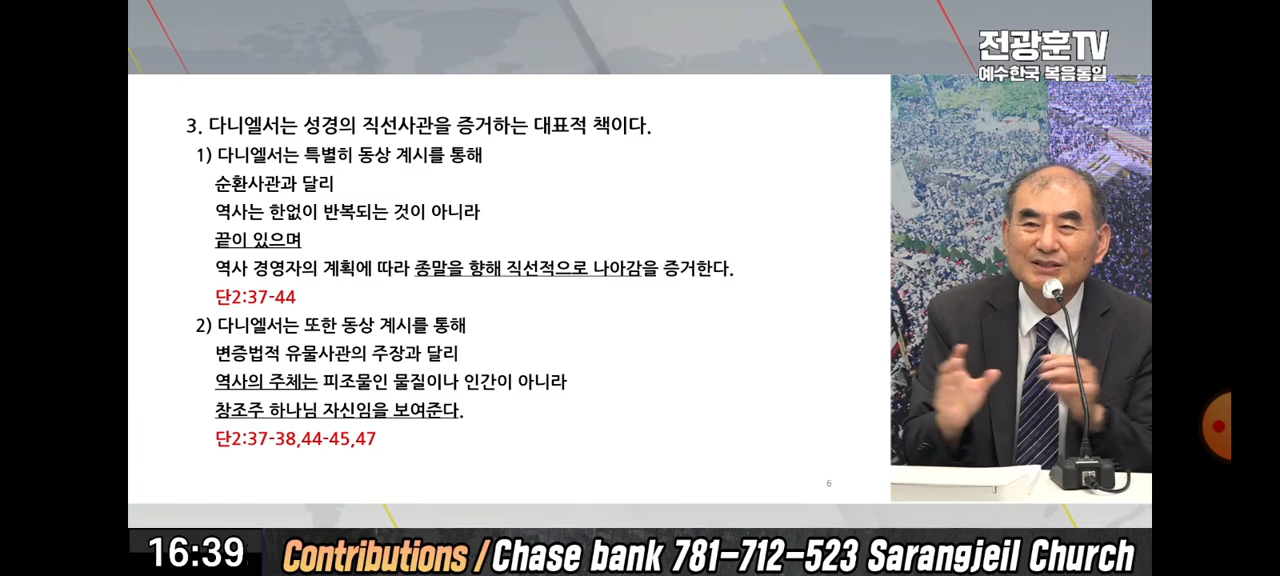 전광훈TV
예수한국 복음통일
3. 다니엘서는 성경의 직선사관을 증거하는 대표적 책이다.
1) 다니엘서는 특별히 동상 계시를 통해
순환사관과 달리
역사는 한없이 반복되는 것이 아니라
끝이 있으며
역사 경영자의 계획에 따라 종말을 향해 직선적으로 나아감을 증거한다.
단2:37-44
2) 다니엘서는 또한 동상 계시를 통해
변증법적 유물사관의 주장과 달리
역사의 주체는 피조물인 물질이나 인간이 아니라
창조주 하나님 자신임을 보여준다.
단2:37-38,44-45,47
6
16:39 Contributions / Chase bank 781-712-523 Sarangjeil Church